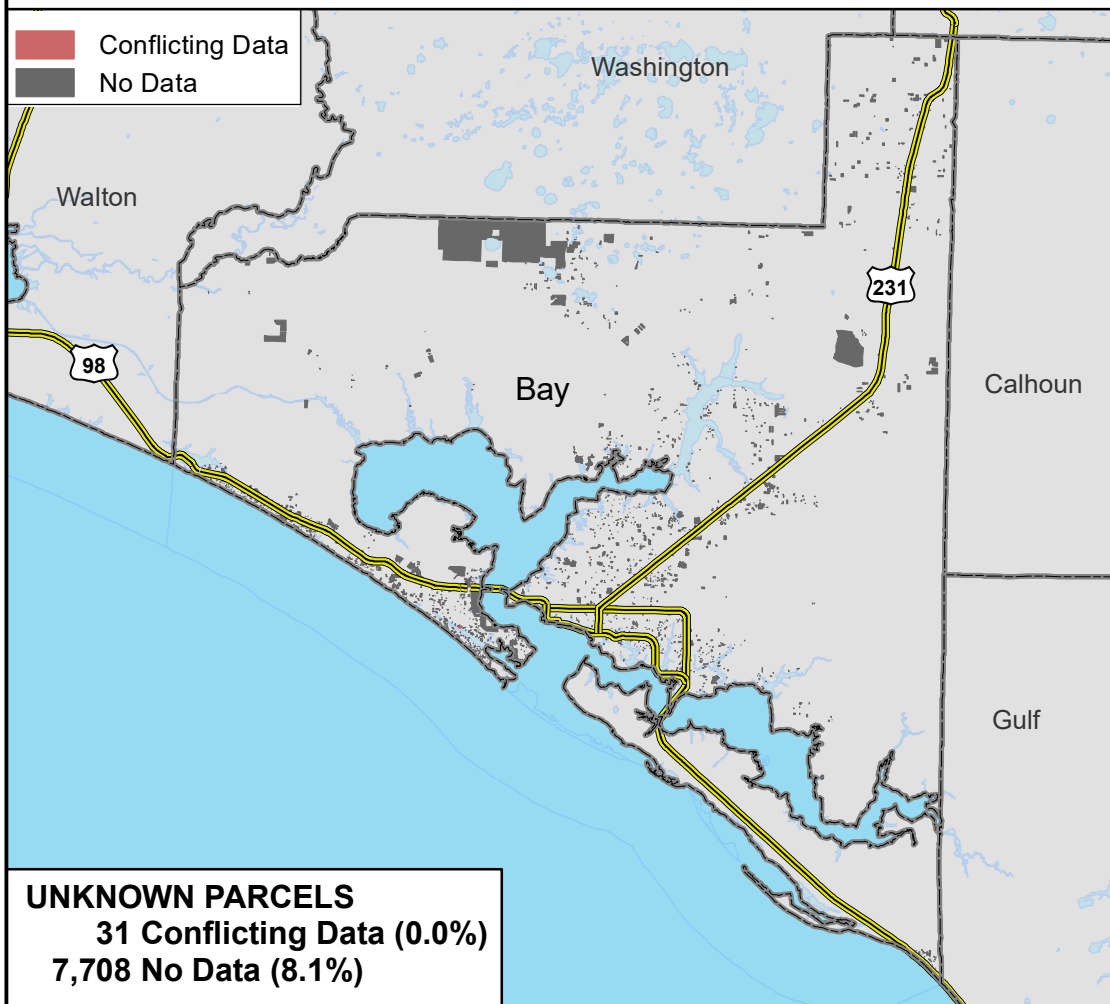 Conflicting Data
No Data
Washington
Walton
231
98
Bay
Calhoun
Gulf
UNKNOWN PARCELS
31 Conflicting Data (0.0%)
7,708 No Data (8.1%)